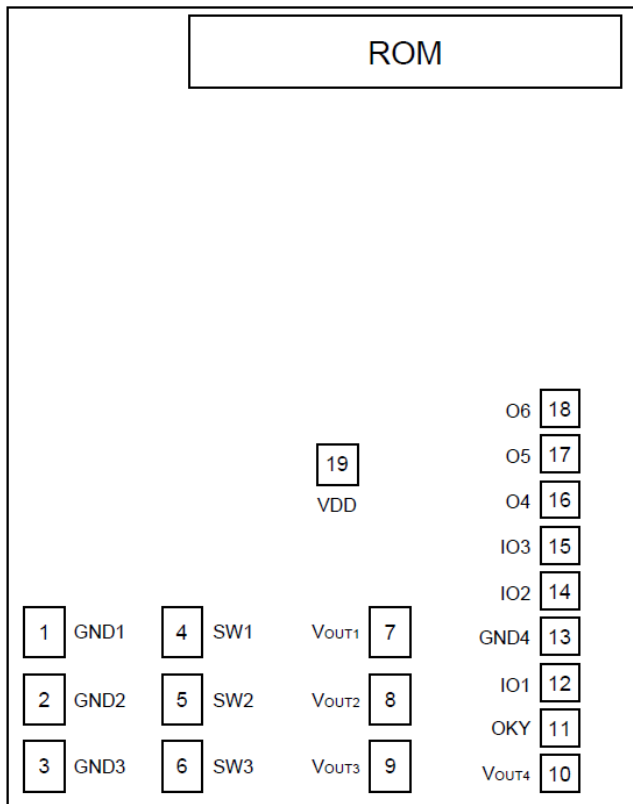 ROM
O6 18
O5 17
19
VDD
O4 16
IO3 15
IO2 14
1 GND1 4 SW1 VOUT1 7 GND4 13
IO1 12
2 GND2 5 SW2 VOUT2 8
OKY 11
3 GND3 6 SW3 VOUT3 9 VOUT4 10